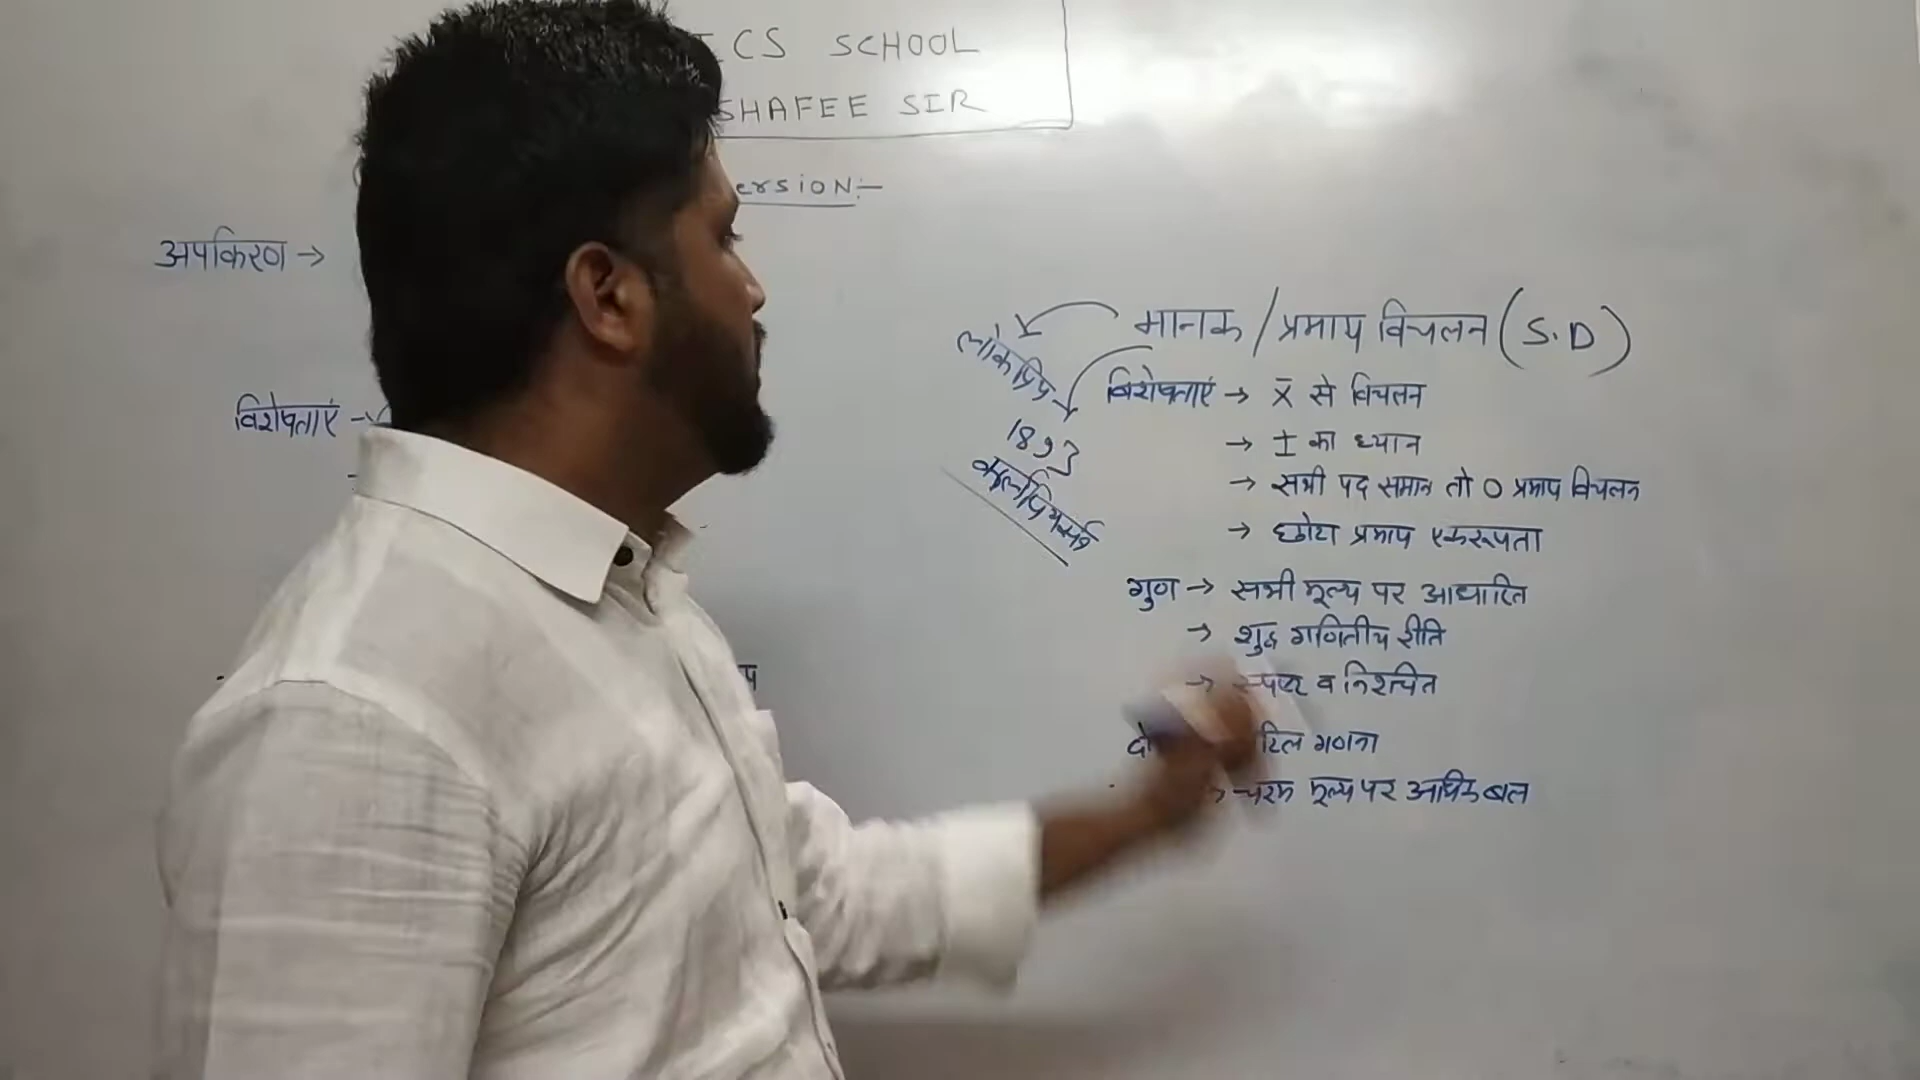 ICS SCHOOL
SHAFEE SIR
ersion:-
अपकिरण →
विशेषताएं →
मानक / प्रमाप विचलन (S.D)
लोकप्रिय
1893
कार्लपियर्सन
विशेषताएं → x̄ से विचलन
→ ± का ध्यान
→ सभी पद समान तो 0 प्रमाप विचलन
→ छोटा प्रमाप एकरूपता
गुण → सभी मूल्य पर आधारित
→ शुद्ध गणितीय रीति
→ स्पष्ट व निश्चित
टिल गणना
→ चरम मूल्य पर अधिक बल